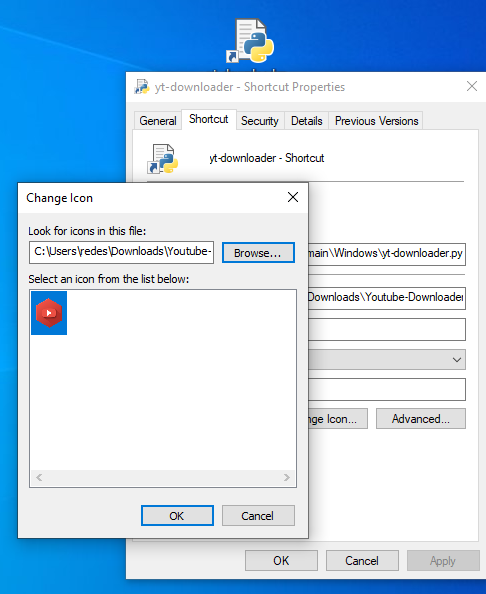 yt-downloader - Shortcut Properties
General Shortcut Security Details Previous Versions
yt-downloader - Shortcut
Change Icon
Look for icons in this file:
C:\Users\redes\Downloads\Youtube-
Browse...
main\Windows\yt-downloader.py
Select an icon from the list below:
Downloads\Youtube-Downloader
nge Icon...
Advanced...
OK Cancel
OK Cancel Apply